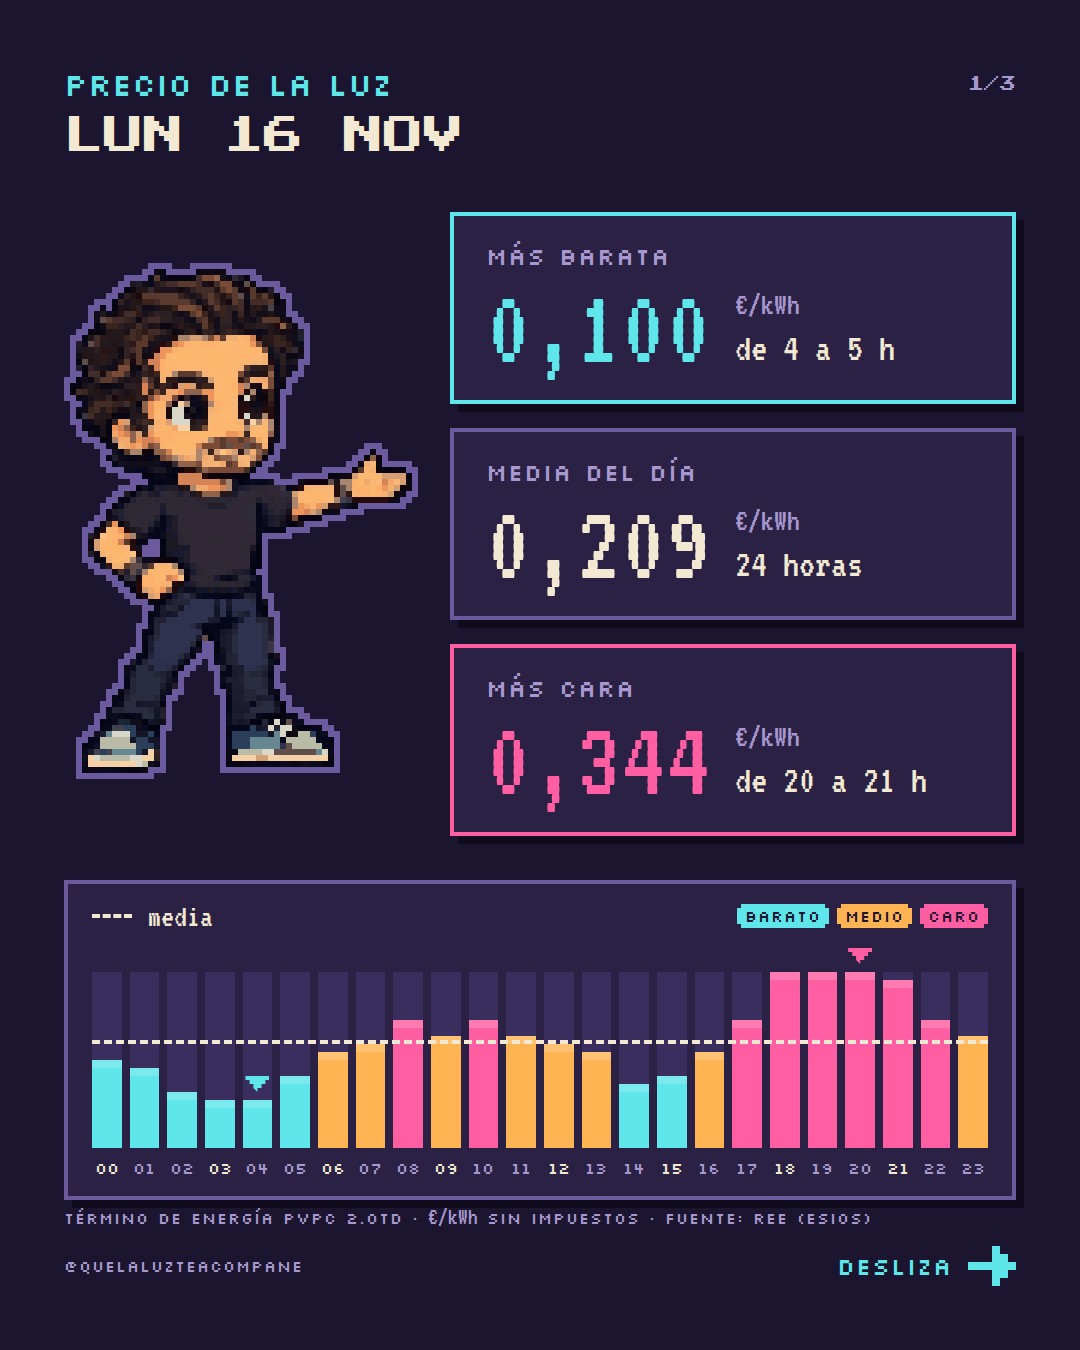 PRECIO DE LA LUZ
1/3
LUN 16 NOV
MÁS BARATA
0,100 €/kWh
de 4 a 5 h
MEDIA DEL DÍA
0,209 €/kWh
24 horas
MÁS CARA
0,344 €/kWh
de 20 a 21 h
media
BARATO MEDIO CARO
00 01 02 03 04 05 06 07 08 09 10 11 12 13 14 15 16 17 18 19 20 21 22 23
TÉRMINO DE ENERGÍA PVPC 2.0TD · €/kWh SIN IMPUESTOS · FUENTE: REE (ESIOS)
@QUELALUZTEACOMPANE
DESLIZA